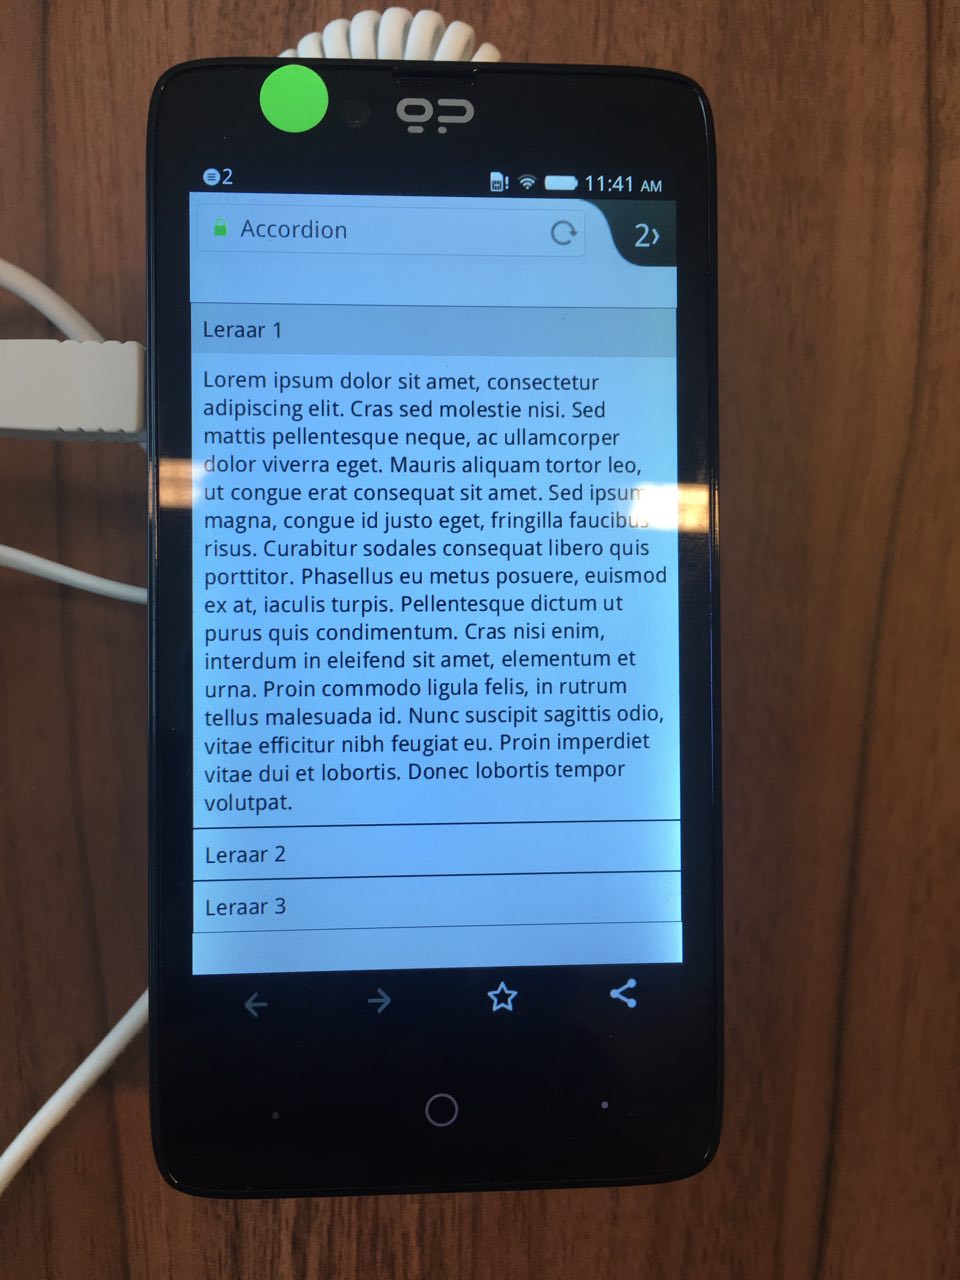 2
11:41 AM
Accordion
2›
Leraar 1
Lorem ipsum dolor sit amet, consectetur
adipiscing elit. Cras sed molestie nisi. Sed
mattis pellentesque neque, ac ullamcorper
dolor viverra eget. Mauris aliquam tortor leo,
ut congue erat consequat sit amet. Sed ipsum
magna, congue id justo eget, fringilla faucibus
risus. Curabitur sodales consequat libero quis
porttitor. Phasellus eu metus posuere, euismod
ex at, iaculis turpis. Pellentesque dictum ut
purus quis condimentum. Cras nisi enim,
interdum in eleifend sit amet, elementum et
urna. Proin commodo ligula felis, in rutrum
tellus malesuada id. Nunc suscipit sagittis odio,
vitae efficitur nibh feugiat eu. Proin imperdiet
vitae dui et lobortis. Donec lobortis tempor
volutpat.
Leraar 2
Leraar 3